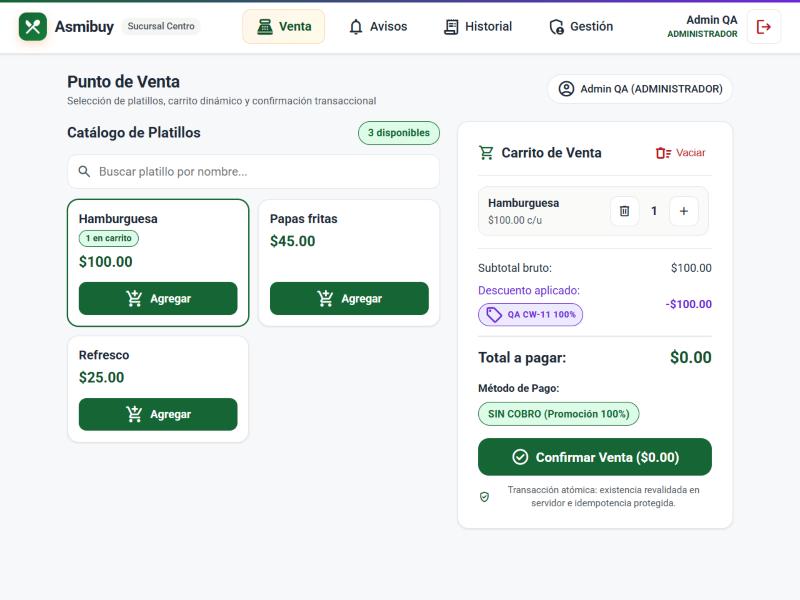 Asmibuy
Sucursal Centro
Venta
Avisos
Historial
Gestión
Admin QA
ADMINISTRADOR
Punto de Venta
Selección de platillos, carrito dinámico y confirmación transaccional
Admin QA (ADMINISTRADOR)
Catálogo de Platillos
3 disponibles
Buscar platillo por nombre...
Hamburguesa
1 en carrito
$100.00
Agregar
Papas fritas
$45.00
Agregar
Refresco
$25.00
Agregar
Carrito de Venta
Vaciar
Hamburguesa
$100.00 c/u
1
Subtotal bruto:
$100.00
Descuento aplicado:
QA CW-11 100%
-$100.00
Total a pagar:
$0.00
Método de Pago:
SIN COBRO (Promoción 100%)
Confirmar Venta ($0.00)
Transacción atómica: existencia revalidada en
servidor e idempotencia protegida.